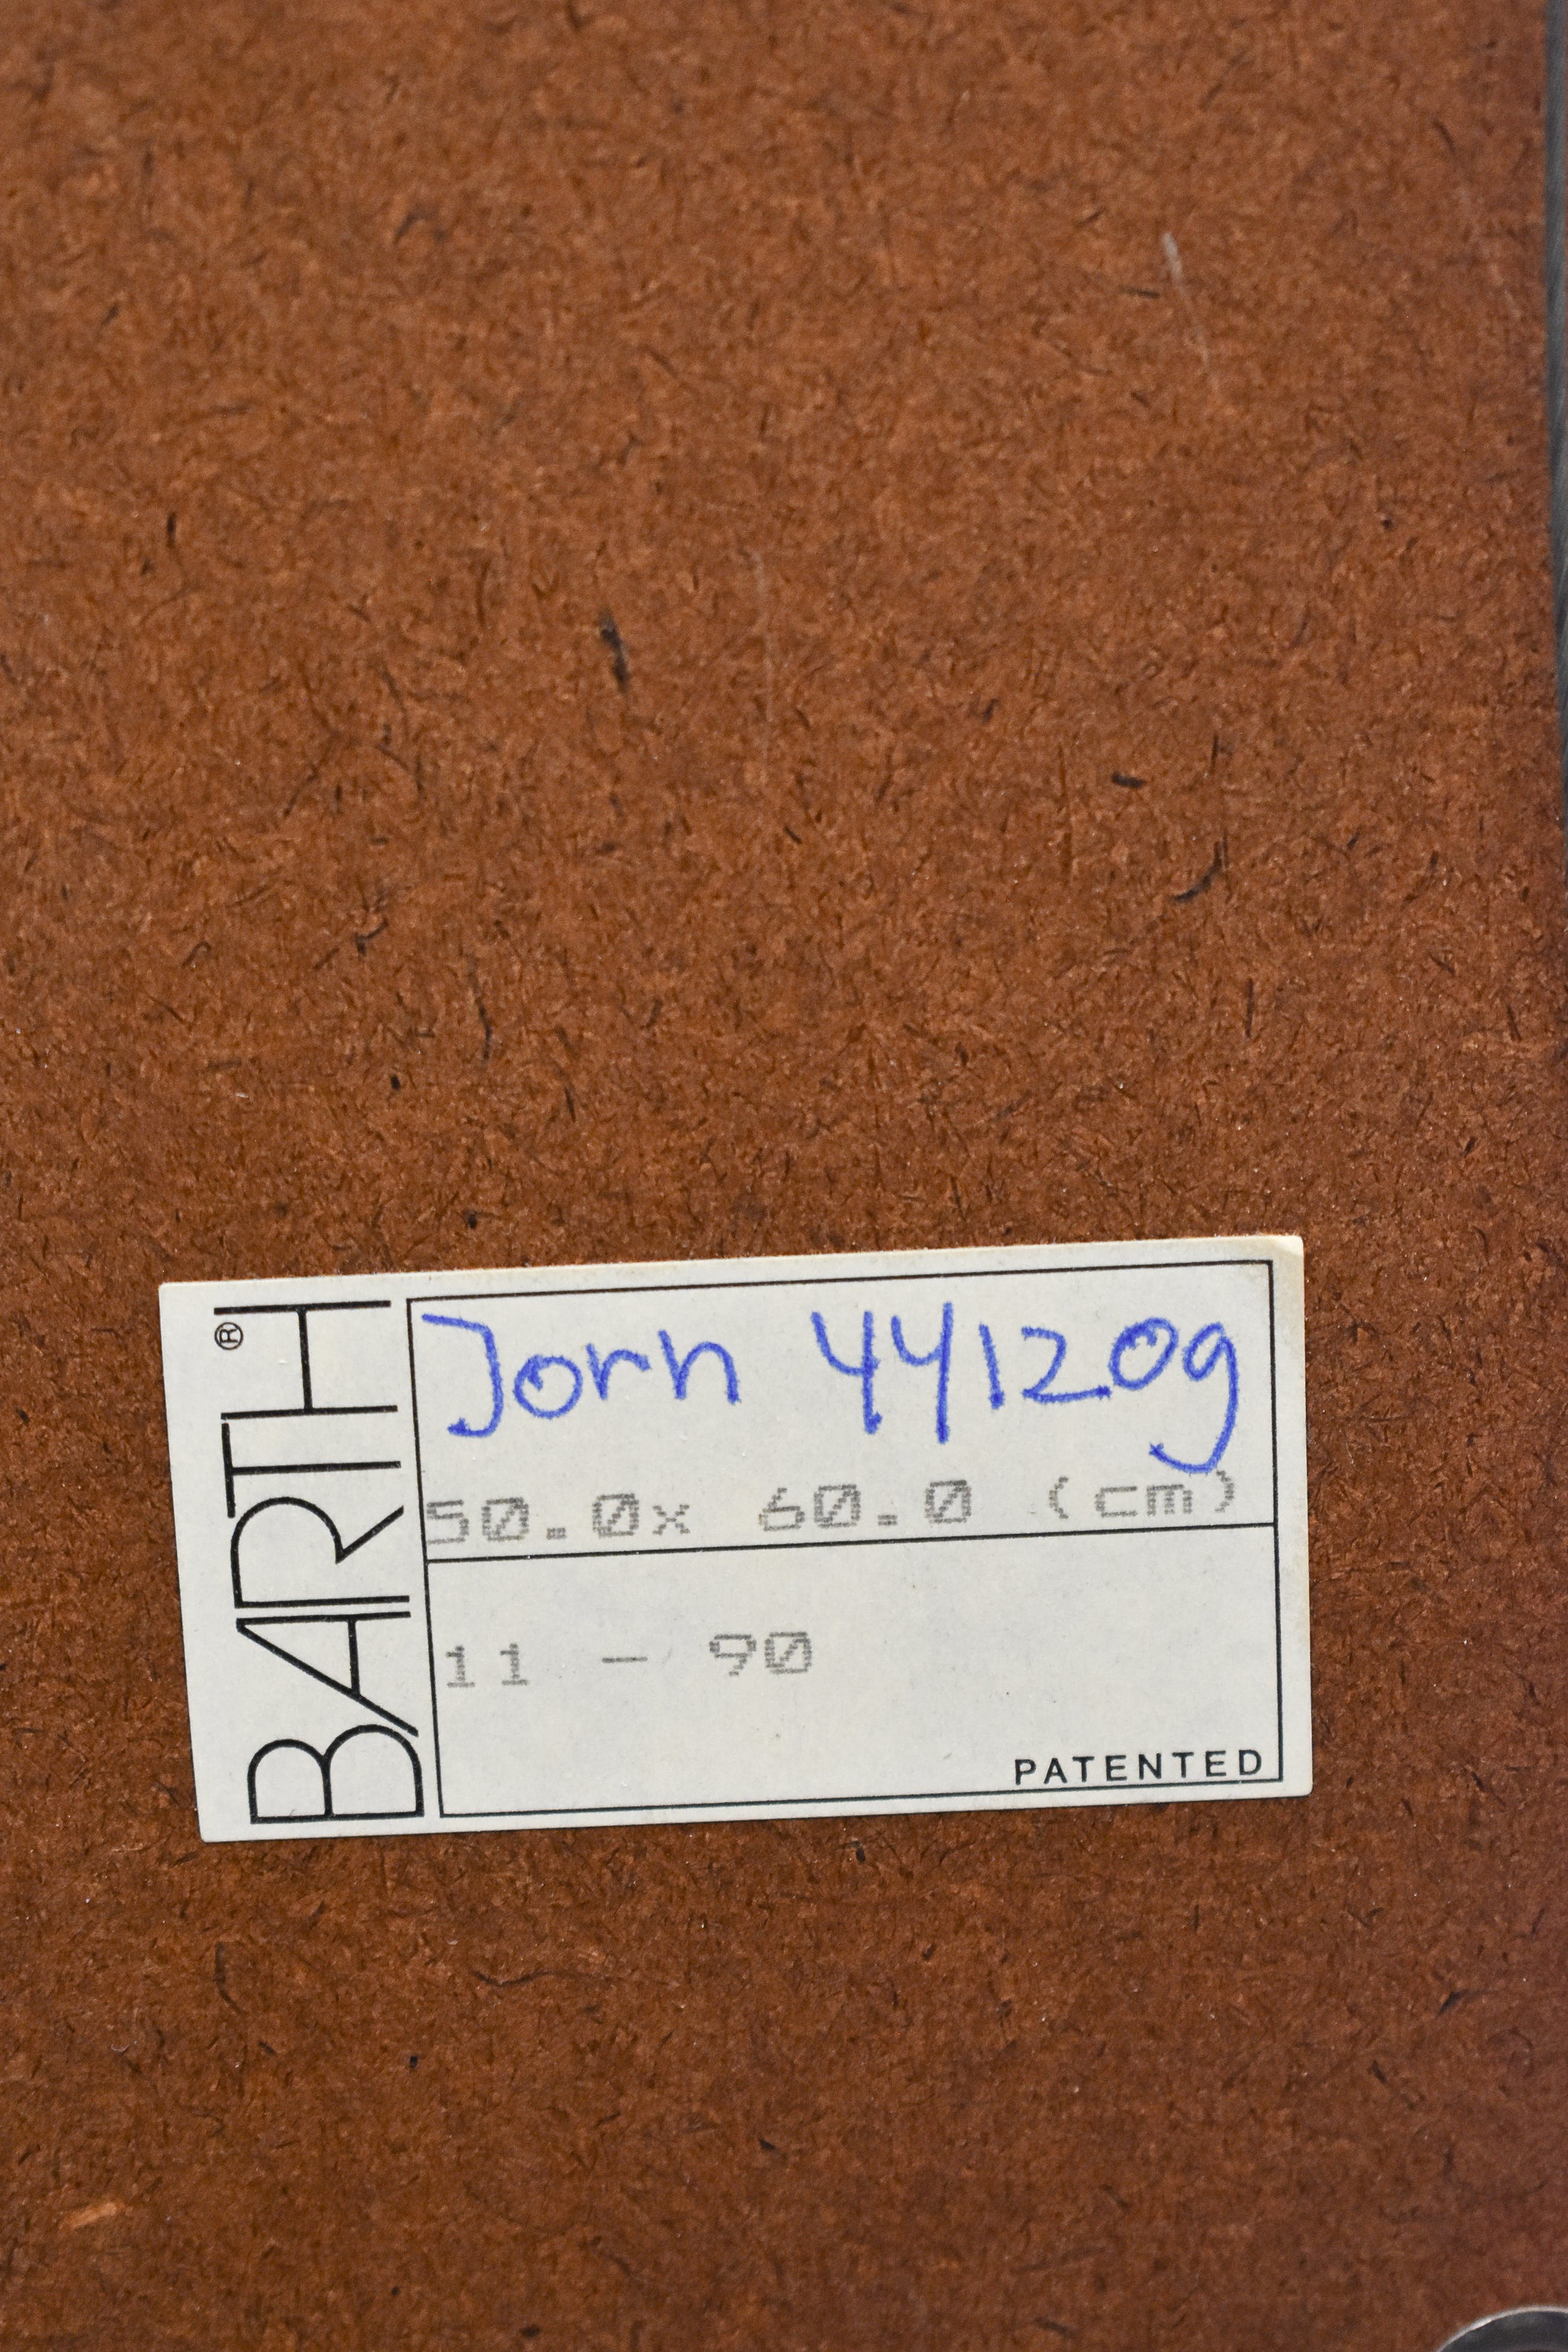 BARTH®
Jorn 441209
50.0x 60.0 (cm)
11 - 90
PATENTED